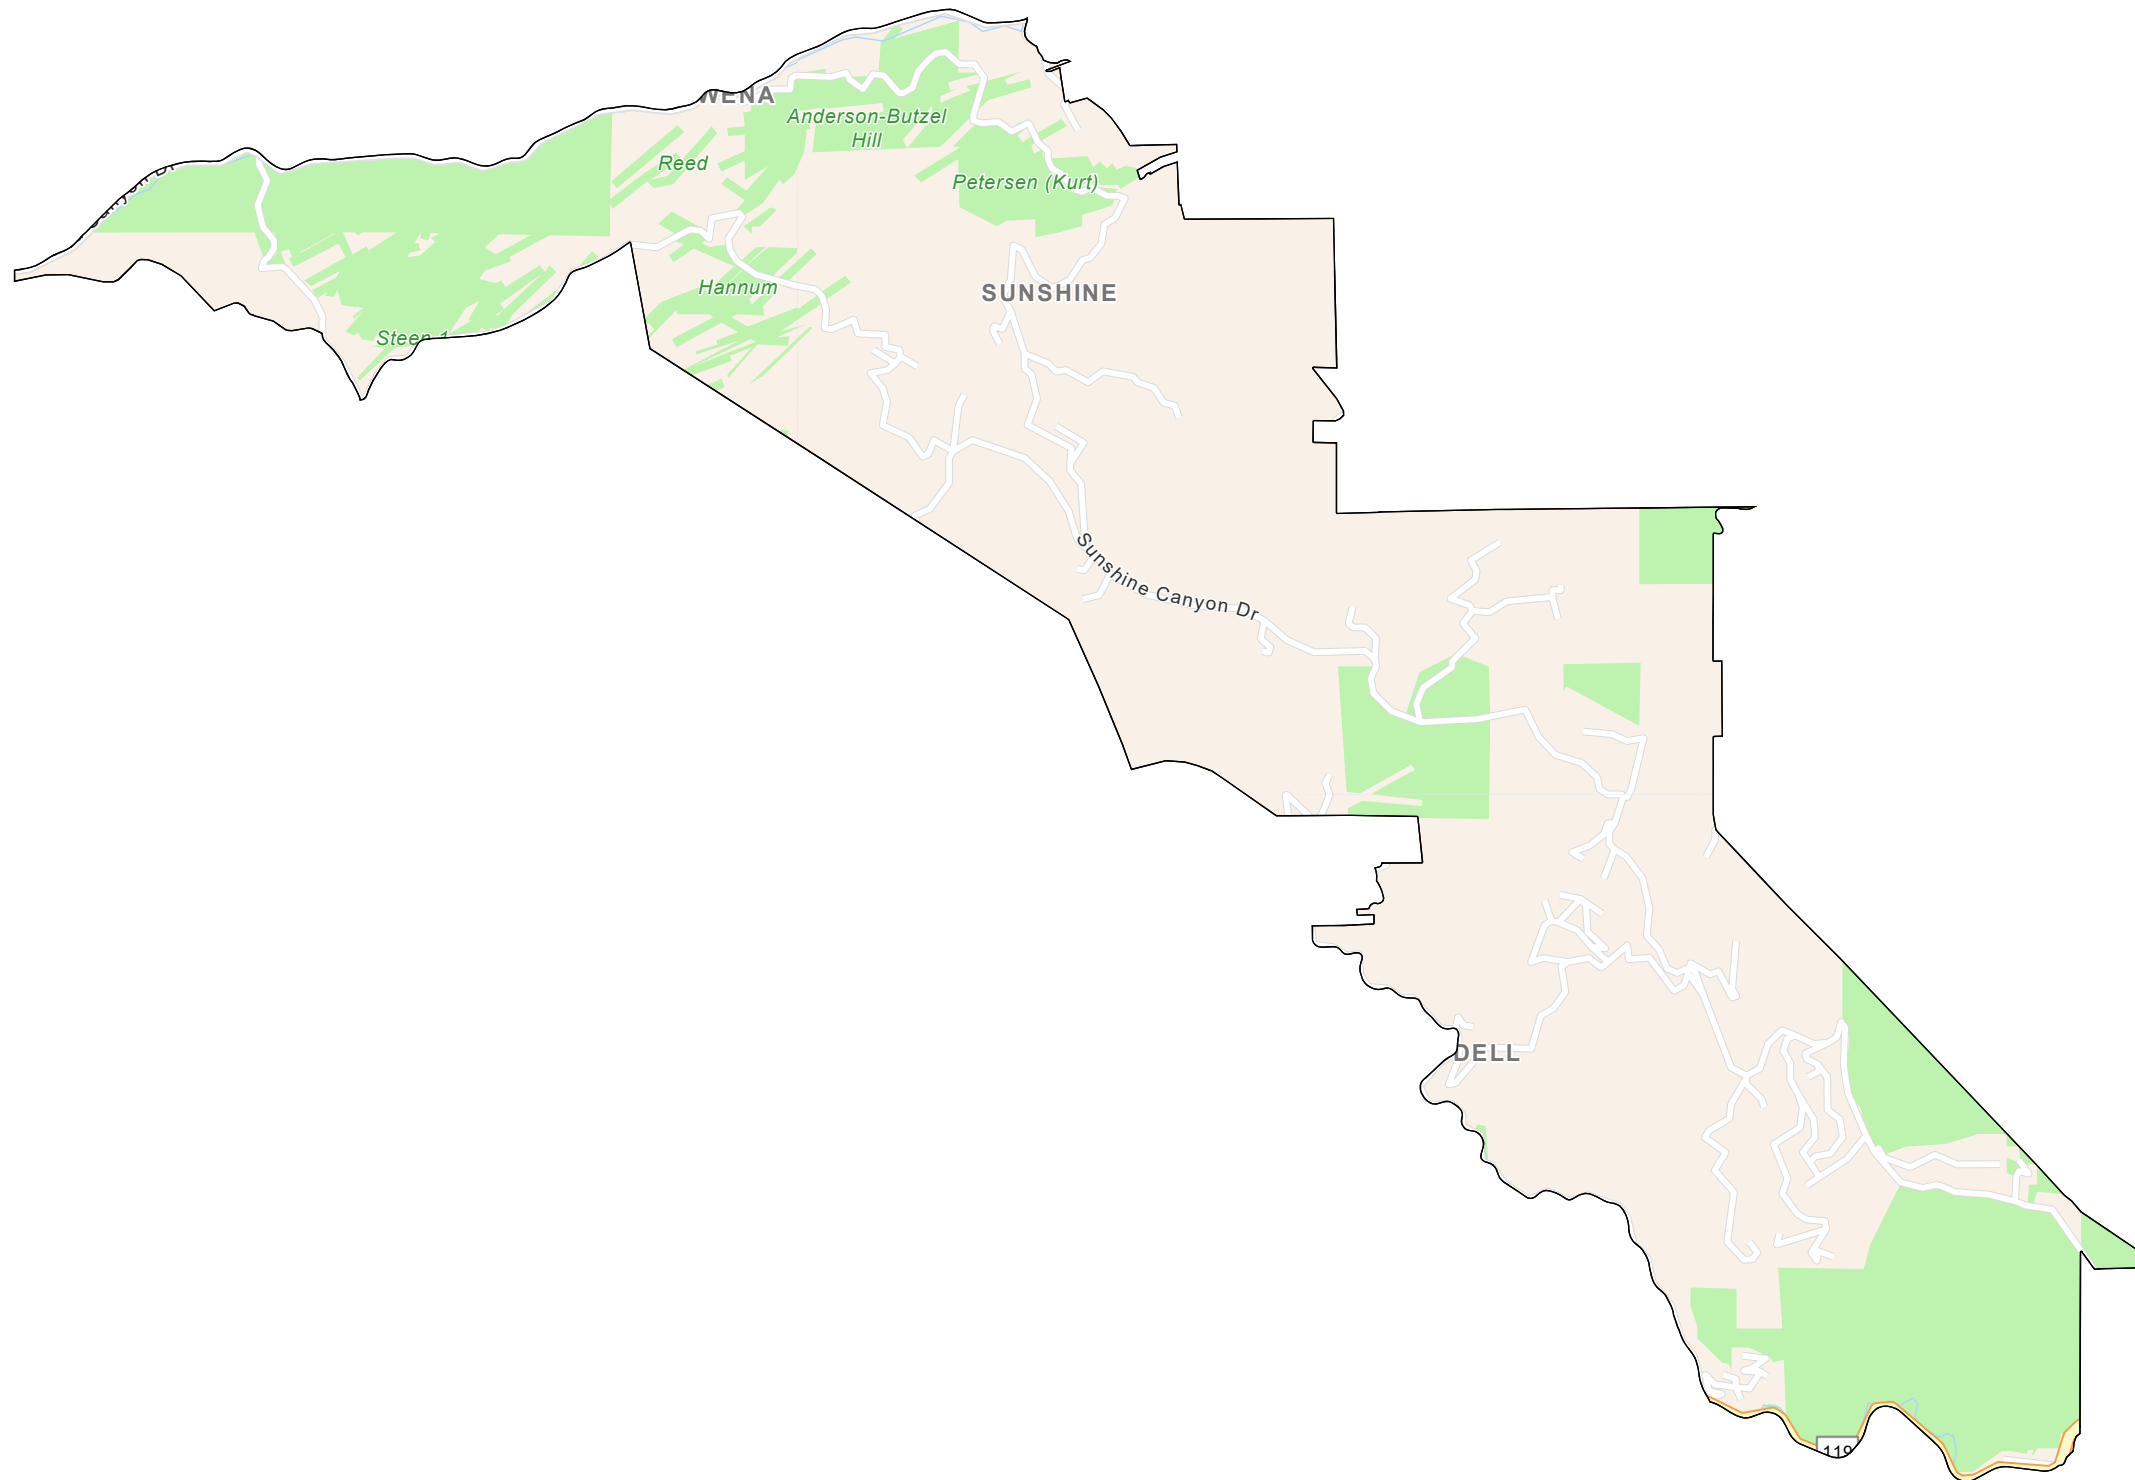 WENA
Anderson-Butzel
Hill
Reed
Petersen (Kurt)
Hannum
SUNSHINE
Steen 1
Sunshine Canyon Dr
DELL
119